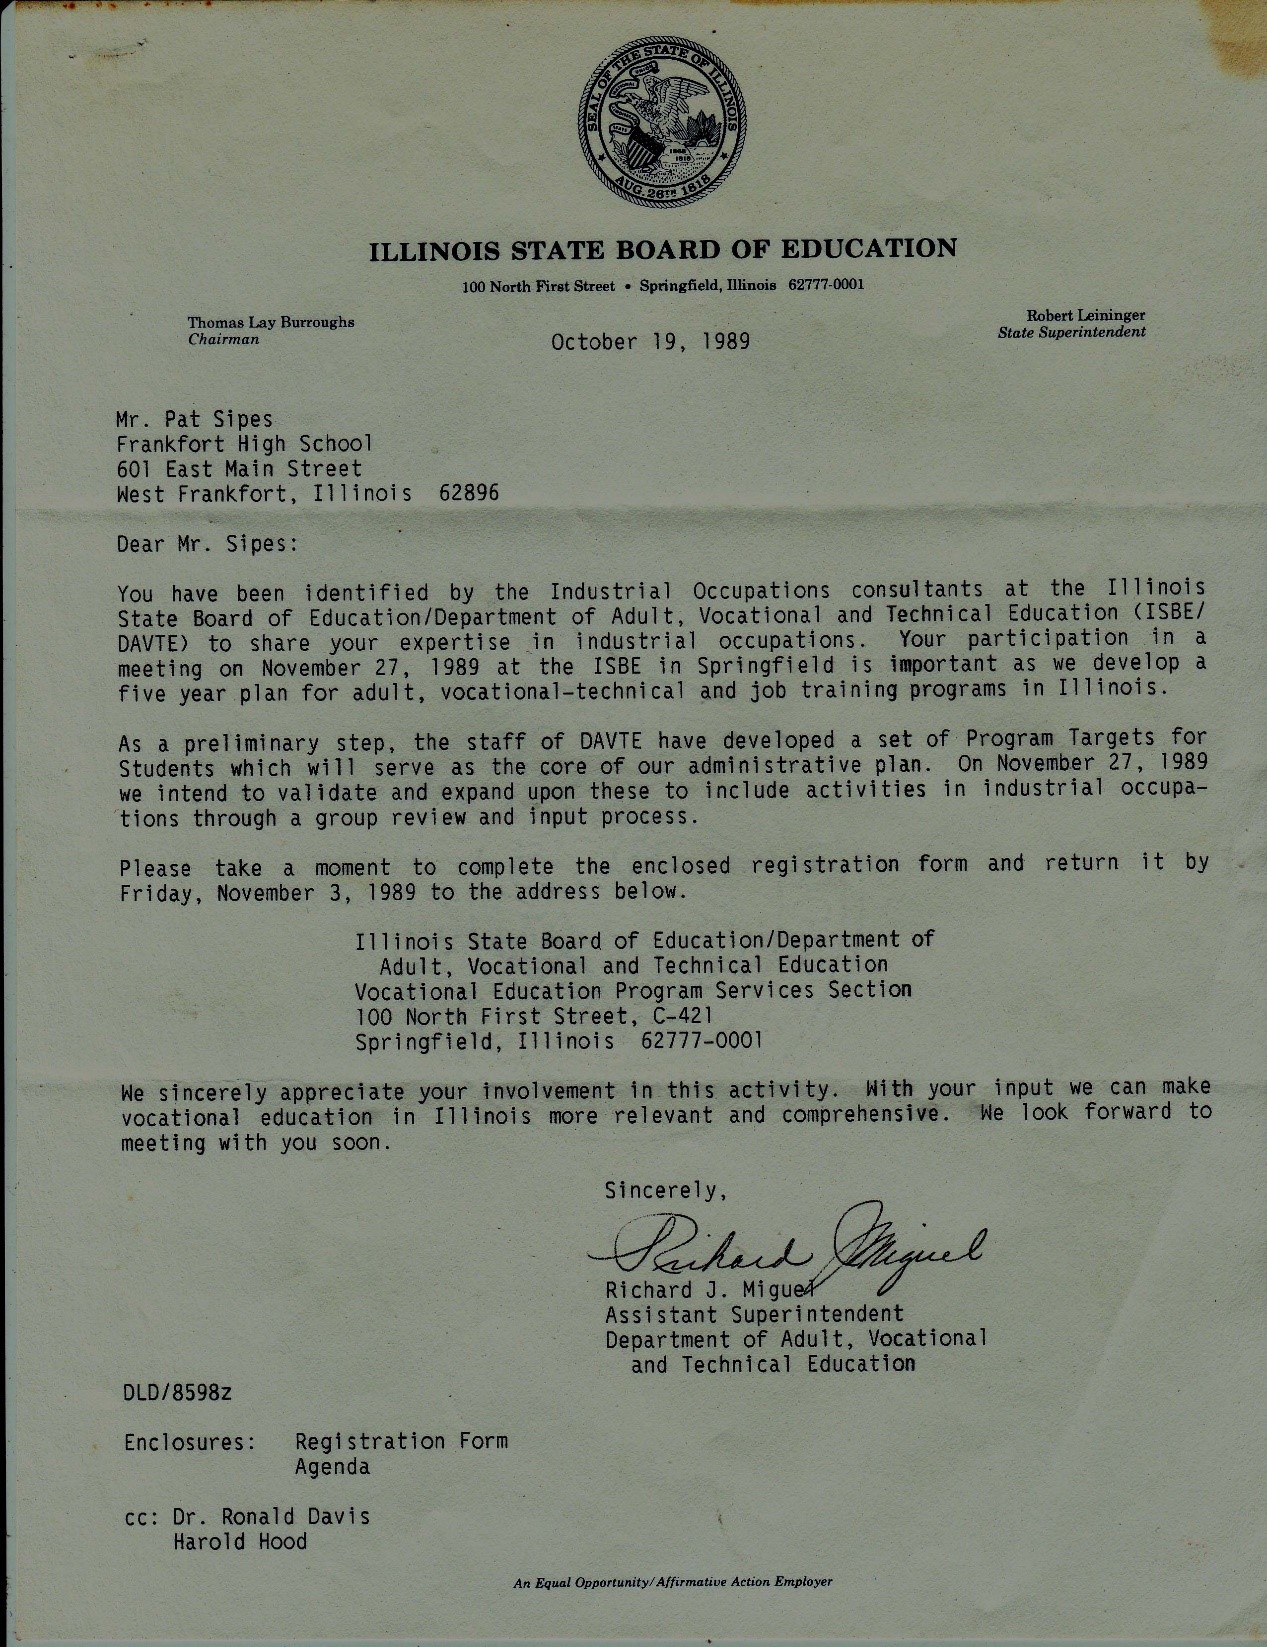 SEAL OF THE STATE OF ILLINOIS
1868
1818
AUG. 26TH 1818
ILLINOIS STATE BOARD OF EDUCATION
100 North First Street • Springfield, Illinois 62777-0001
Thomas Lay Burroughs
Chairman
Robert Leininger
State Superintendent
October 19, 1989
Mr. Pat Sipes
Frankfort High School
601 East Main Street
West Frankfort, Illinois 62896
Dear Mr. Sipes:
You have been identified by the Industrial Occupations consultants at the Illinois
State Board of Education/Department of Adult, Vocational and Technical Education (ISBE/
DAVTE) to share your expertise in industrial occupations. Your participation in a
meeting on November 27, 1989 at the ISBE in Springfield is important as we develop a
five year plan for adult, vocational-technical and job training programs in Illinois.
As a preliminary step, the staff of DAVTE have developed a set of Program Targets for
Students which will serve as the core of our administrative plan. On November 27, 1989
we intend to validate and expand upon these to include activities in industrial occupa-
tions through a group review and input process.
Please take a moment to complete the enclosed registration form and return it by
Friday, November 3, 1989 to the address below.
Illinois State Board of Education/Department of
Adult, Vocational and Technical Education
Vocational Education Program Services Section
100 North First Street, C-421
Springfield, Illinois 62777-0001
We sincerely appreciate your involvement in this activity. With your input we can make
vocational education in Illinois more relevant and comprehensive. We look forward to
meeting with you soon.
Sincerely,
Richard J Miguel
Richard J. Miguel
Assistant Superintendent
Department of Adult, Vocational
and Technical Education
DLD/8598z
Enclosures: Registration Form
Agenda
cc: Dr. Ronald Davis
Harold Hood
An Equal Opportunity/Affirmative Action Employer